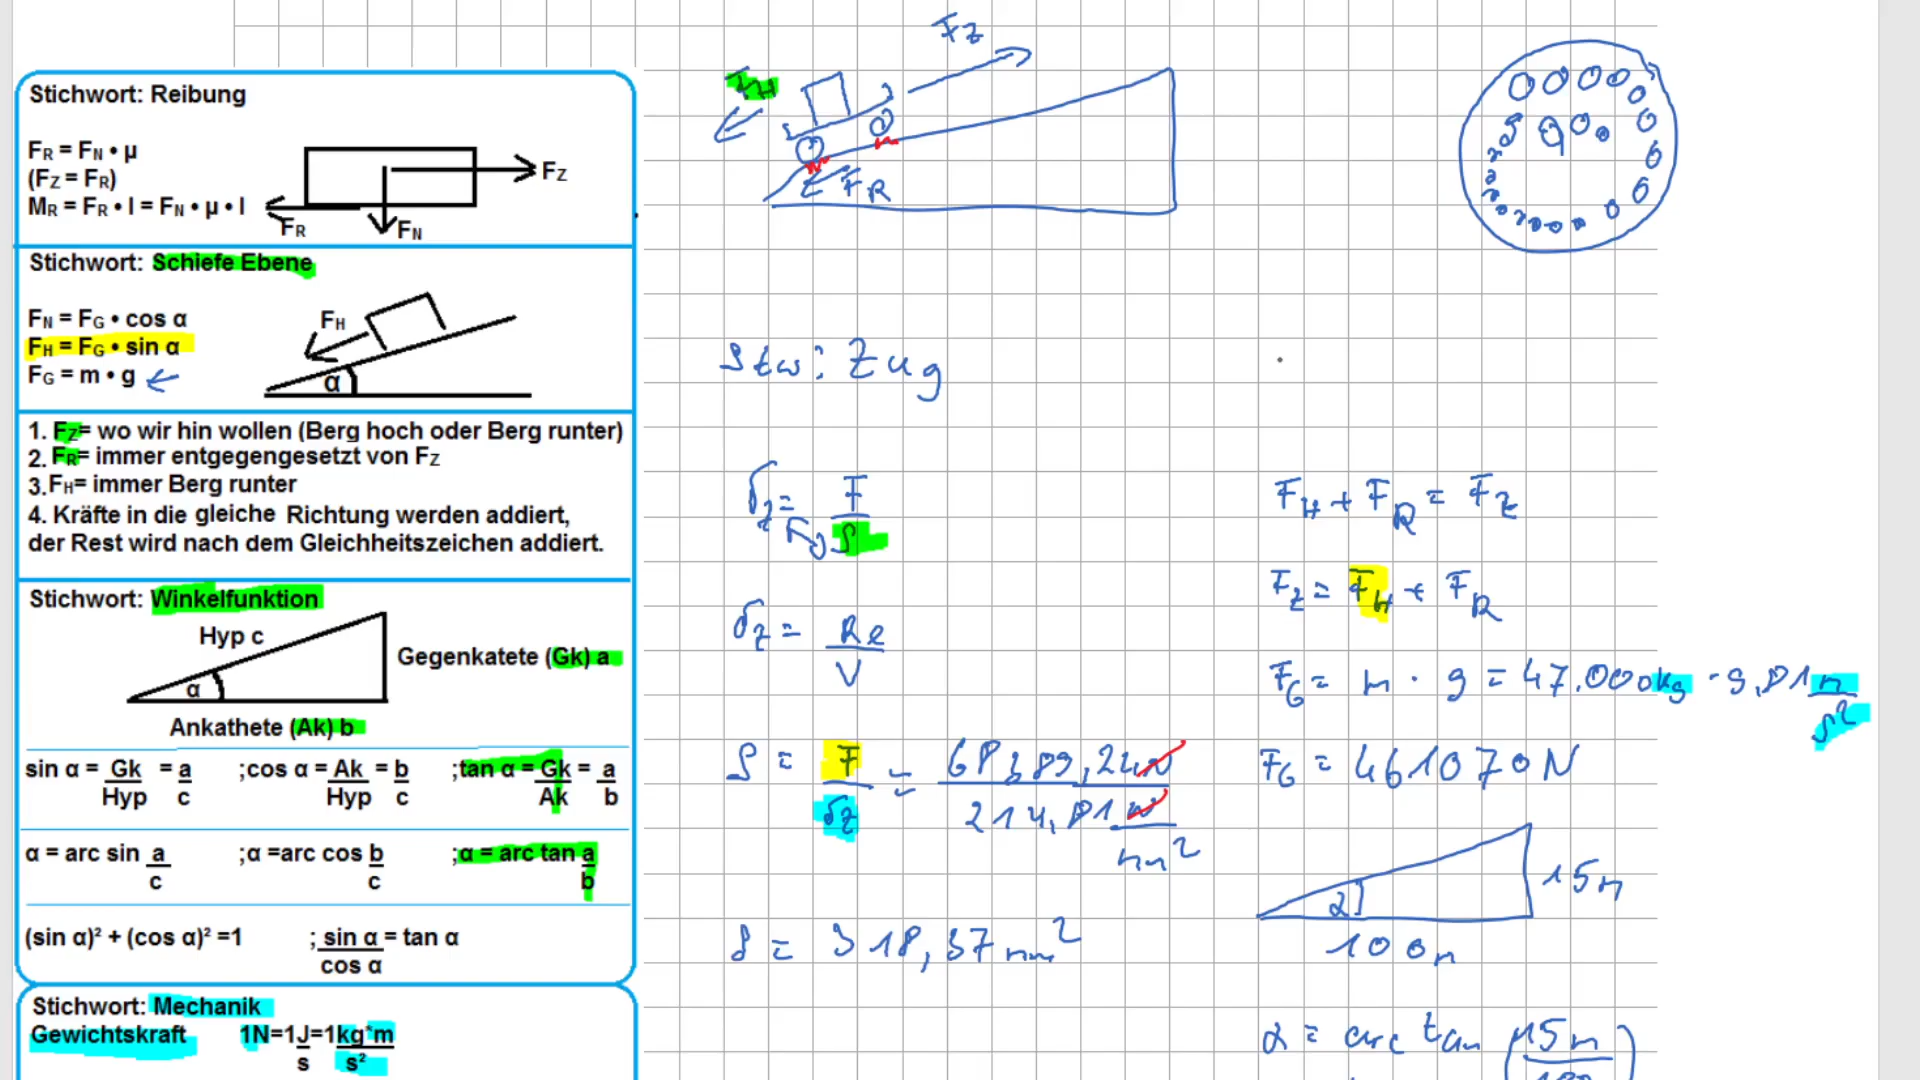 Stichwort: Reibung
FR = FN • µ
(FZ = FR)
MR = FR • l = FN • µ • l
FZ
FR
FN
Stichwort: Schiefe Ebene
FN = FG • cos α
FH = FG • sin α
FG = m • g
FH
α
1. FZ= wo wir hin wollen (Berg hoch oder Berg runter)
2. FR= immer entgegengesetzt von FZ
3.FH= immer Berg runter
4. Kräfte in die gleiche Richtung werden addiert,
der Rest wird nach dem Gleichheitszeichen addiert.
Stichwort: Winkelfunktion
Hyp c
Gegenkatete (Gk) a
α
Ankathete (Ak) b
sin α = Gk/Hyp = a/c ;cos α = Ak/Hyp = b/c ;tan α = Gk/Ak = a/b
α = arc sin a/c ;α =arc cos b/c ;α = arc tan a/b
(sin α)² + (cos α)² =1 ; sin α/cos α = tan α
Stichwort: Mechanik
Gewichtskraft 1N=1J/s=1kg*m/s²
FZ
FH
FR
Stw: Zug
σz = F/S
σz = Re/V
S = F/σz = 68389,24N/214,81 N/mm²
S = 318,37mm²
FH + FR = FZ
FZ = FH + FR
FG = m · g = 47.000kg · 9,81 m/s²
FG = 461070N
α
15m
100m
α = arc tan (15m